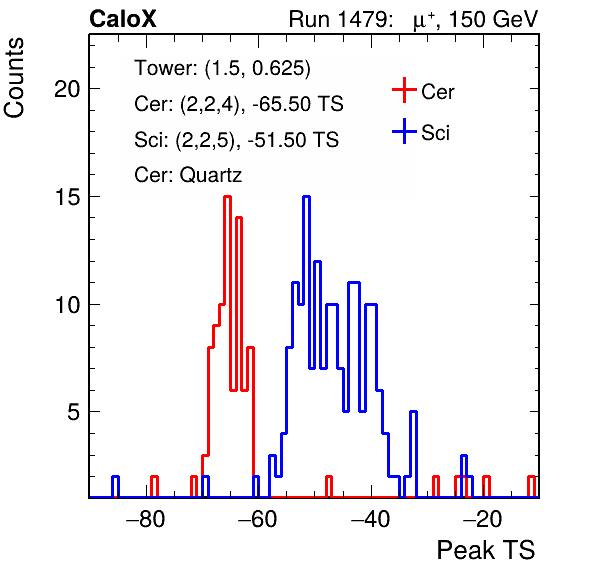 CaloX Run 1479: μ⁺, 150 GeV
Counts
Tower: (1.5, 0.625)
Cer: (2,2,4), -65.50 TS
Sci: (2,2,5), -51.50 TS
Cer: Quartz
Cer
Sci
20
15
10
5
−80 −60 −40 −20
Peak TS